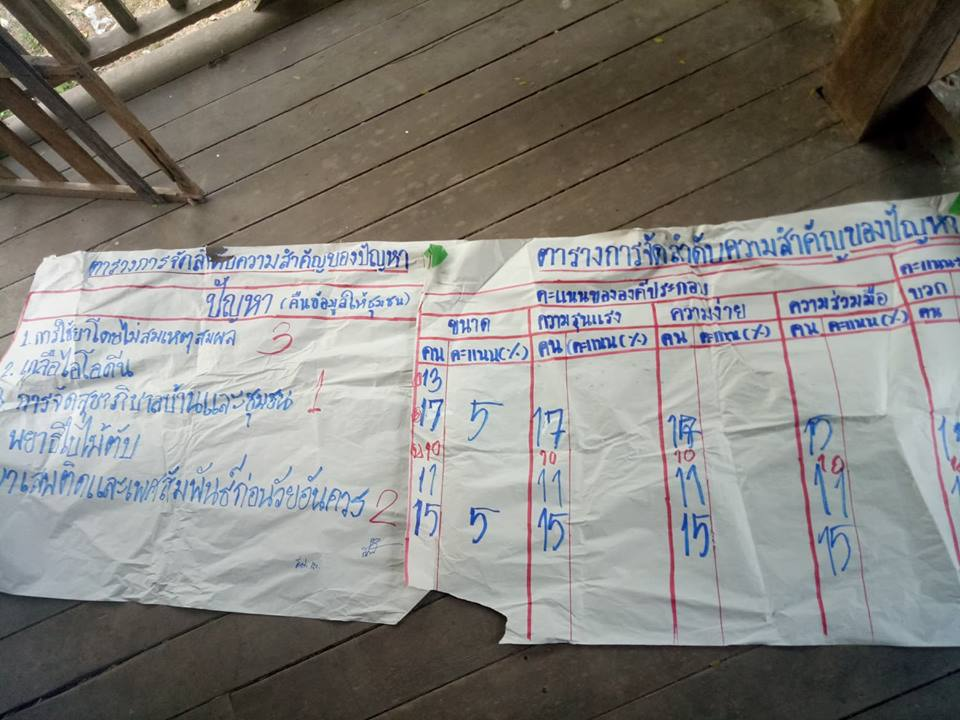 ตารางการจัดลำดับความสำคัญของปัญหา
ปัญหา (คืนข้อมูลให้ชุมชน)
1. การใช้ยาโดยไม่สมเหตุสมผล 3
2. เกลือไอโอดีน
การจัดสุขาภิบาลบ้านและชุมชน 1
พยาธิใบไม้ตับ
ยาเสพติดและเพศสัมพันธ์ก่อนวัยอันควร 2
ตารางการจัดลำดับความสำคัญของปัญหา
คะแนนขององค์ประกอบ
ขนาด ความรุนแรง ความง่าย ความร่วมมือ บวก
คน คะแนน(%) คน (คะแนน(%) คน คะแนน(%) คน คะแนน(%) คน
13
17 5 17
10 10 10 10
11 11 11 11
15 5 15 15 15